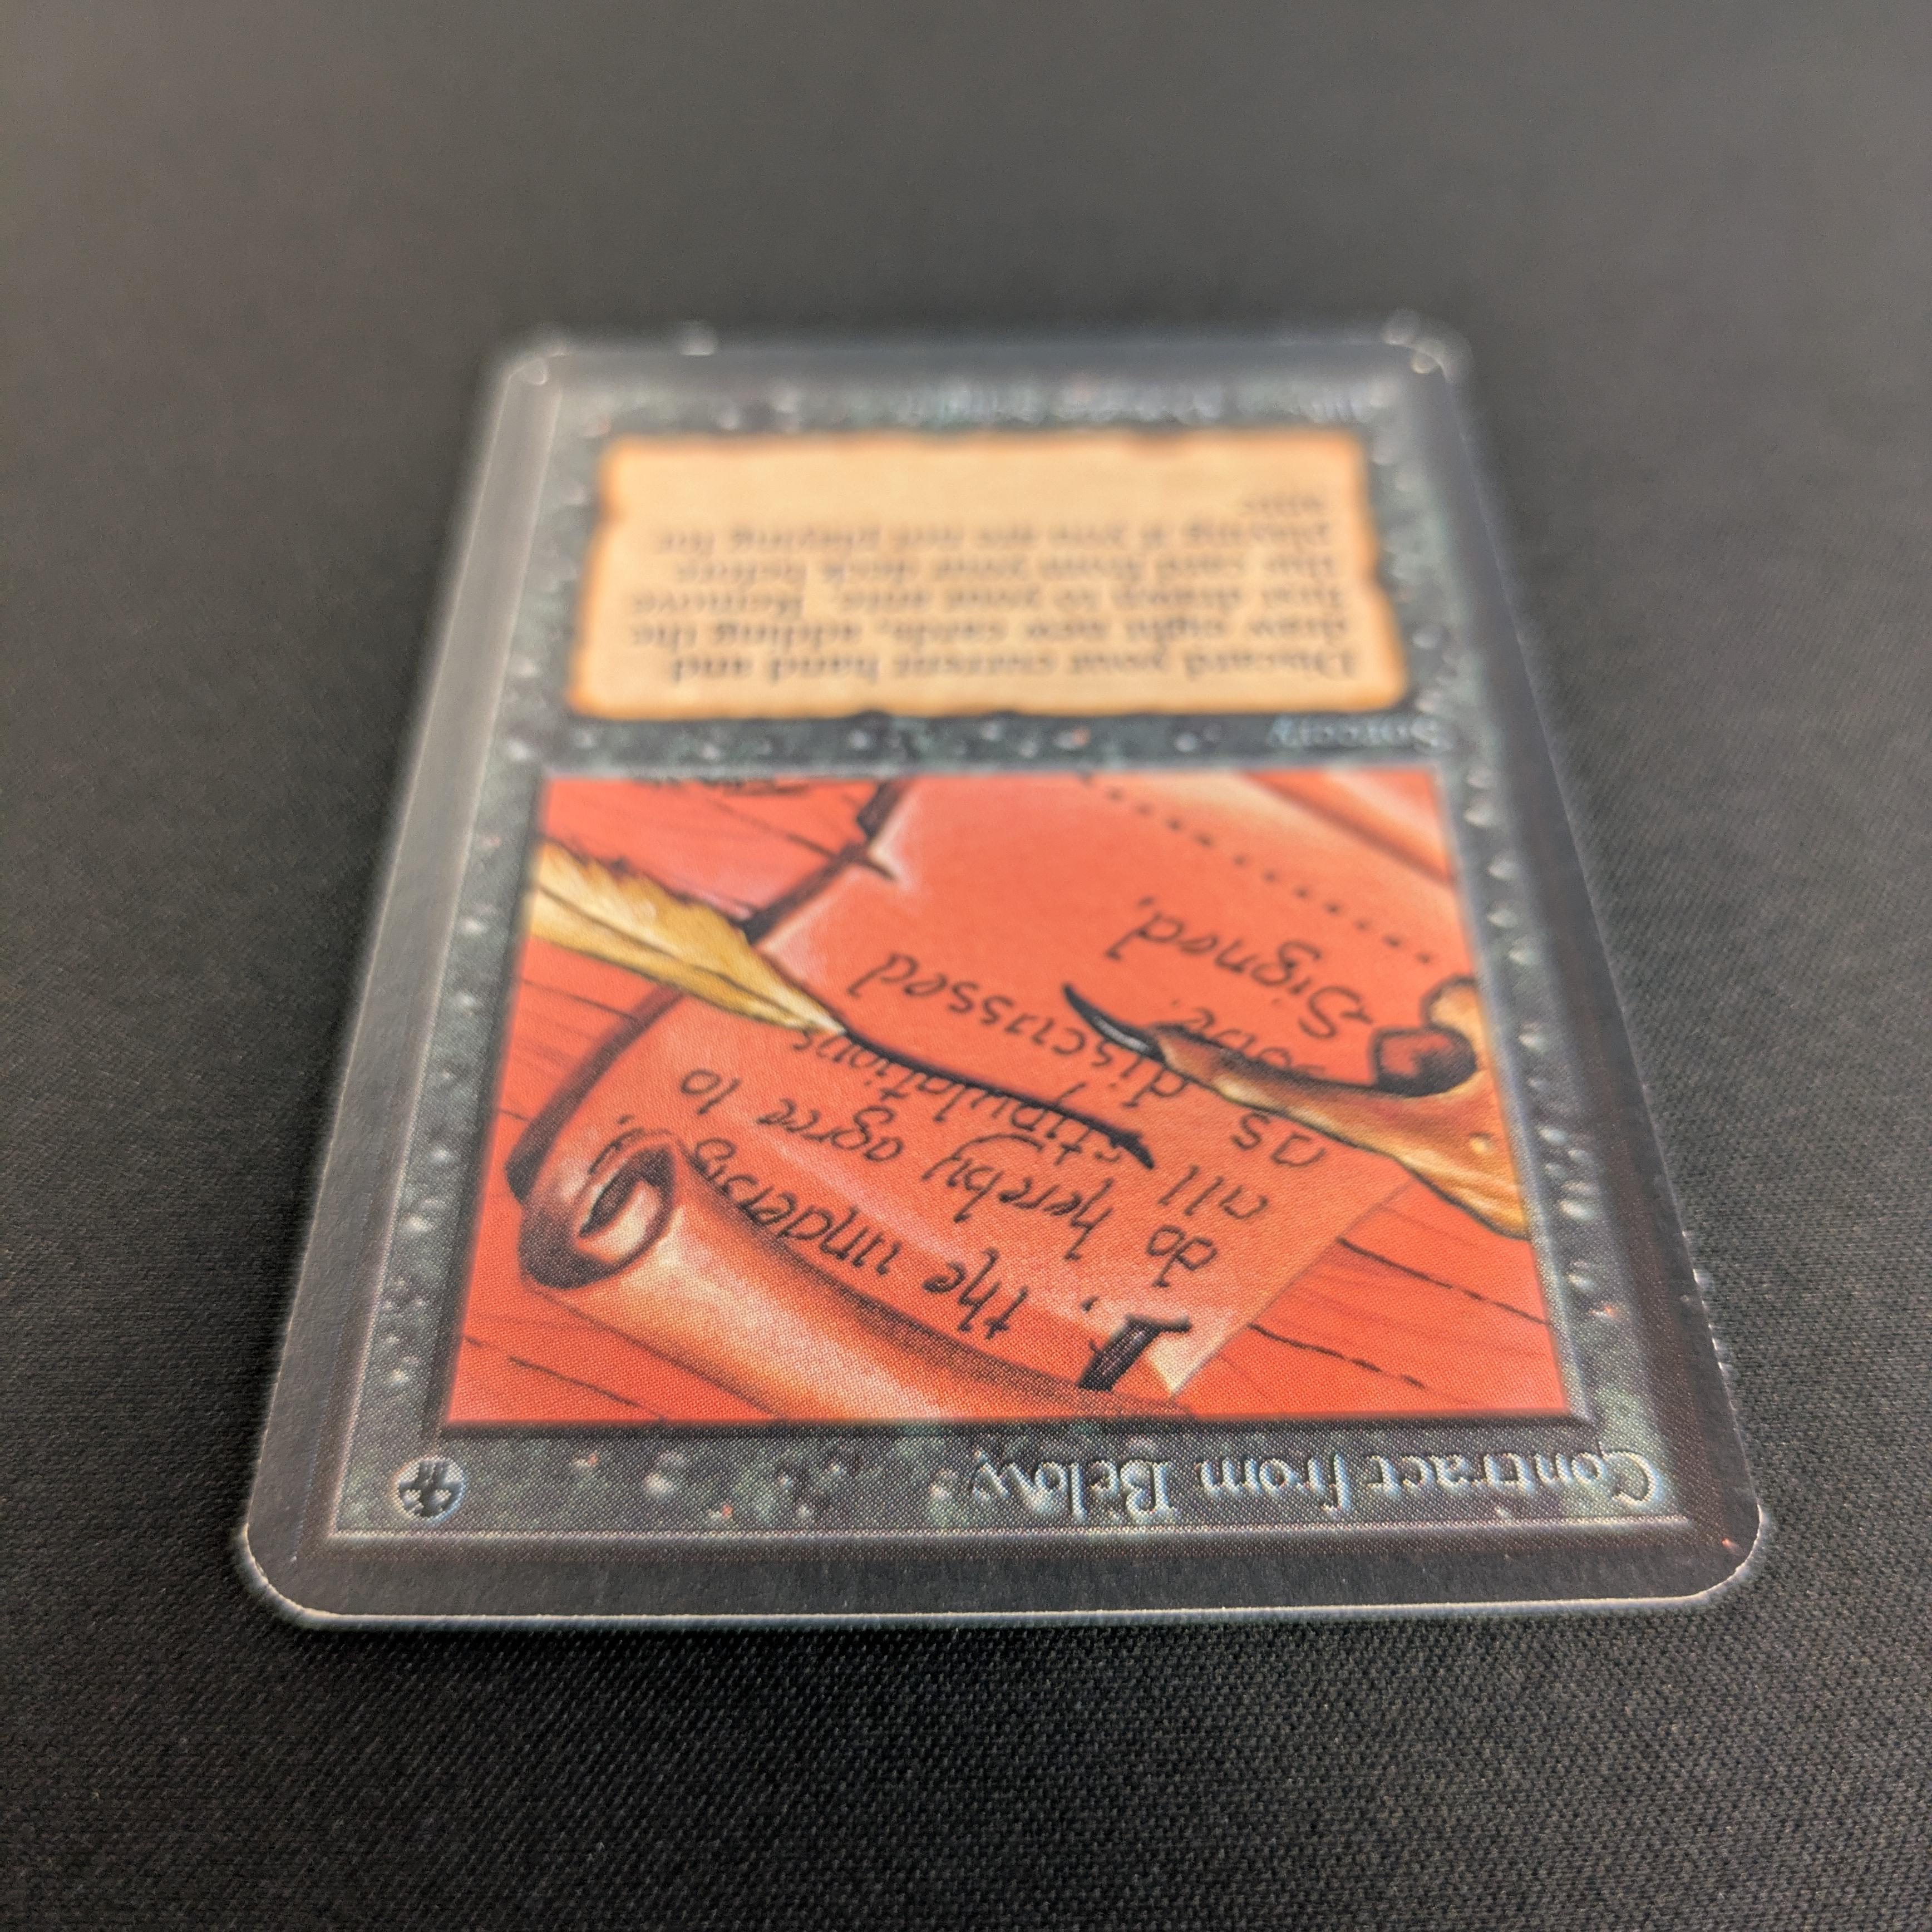 Contract from Below
I, the undersig
do hereby agree to
all stipulations
as discussed
Signed,
Sorcery
Discard your current hand and
draw eight new cards, adding the
first drawn to your ante. Remove
this card from your deck before
playing if you are not playing for
ante.